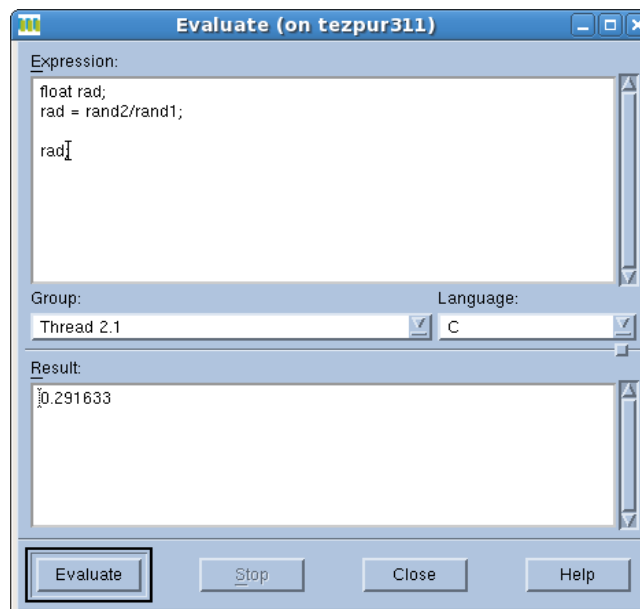 Evaluate (on tezpur311)
Expression:
float rad;
rad = rand2/rand1;
rad;
Group:
Language:
Thread 2.1
C
Result:
0.291633
Evaluate
Stop
Close
Help